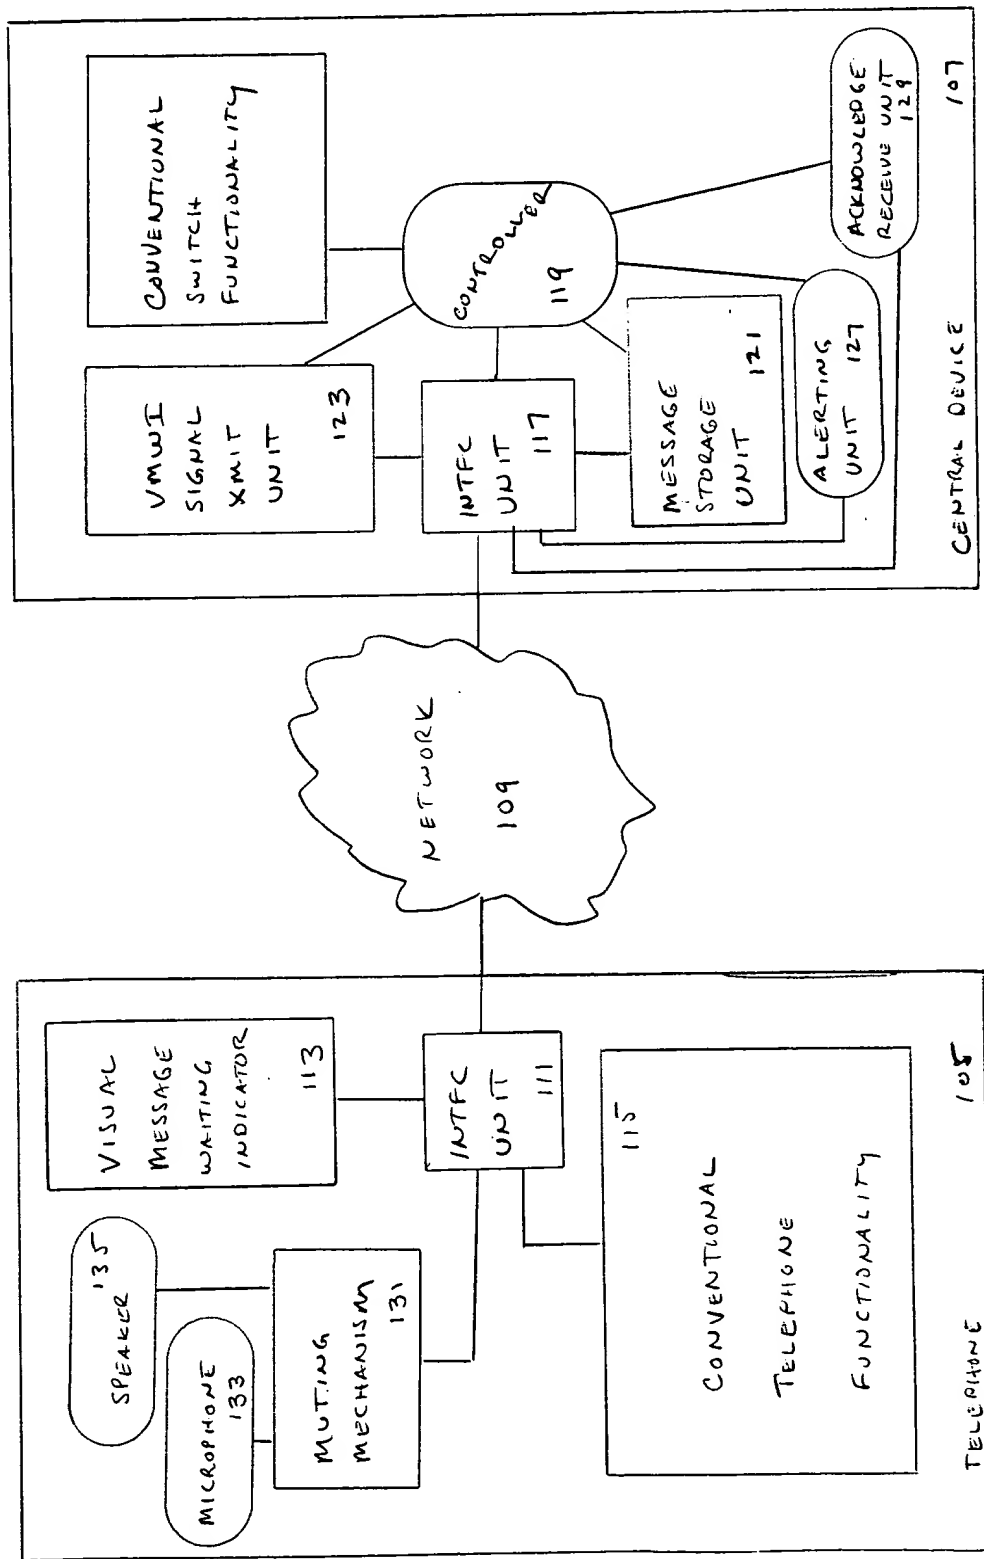 SPEAKER 135
MICROPHONE
133
VISUAL
MESSAGE
WAITING
INDICATOR
113
MUTING
MECHANISM
131
INTFC
UNIT
111
115
CONVENTIONAL
TELEPHONE
FUNCTIONALITY
TELEPHONE 105
NETWORK
109
VMWI
SIGNAL
XMIT
UNIT
123
CONVENTIONAL
SWITCH
FUNCTIONALITY
INTFC
UNIT
117
CONTROLLER
119
MESSAGE
STORAGE
UNIT
121
ALERTING
UNIT 127
ACKNOWLEDGE
RECEIVE UNIT
129
CENTRAL DEVICE 107